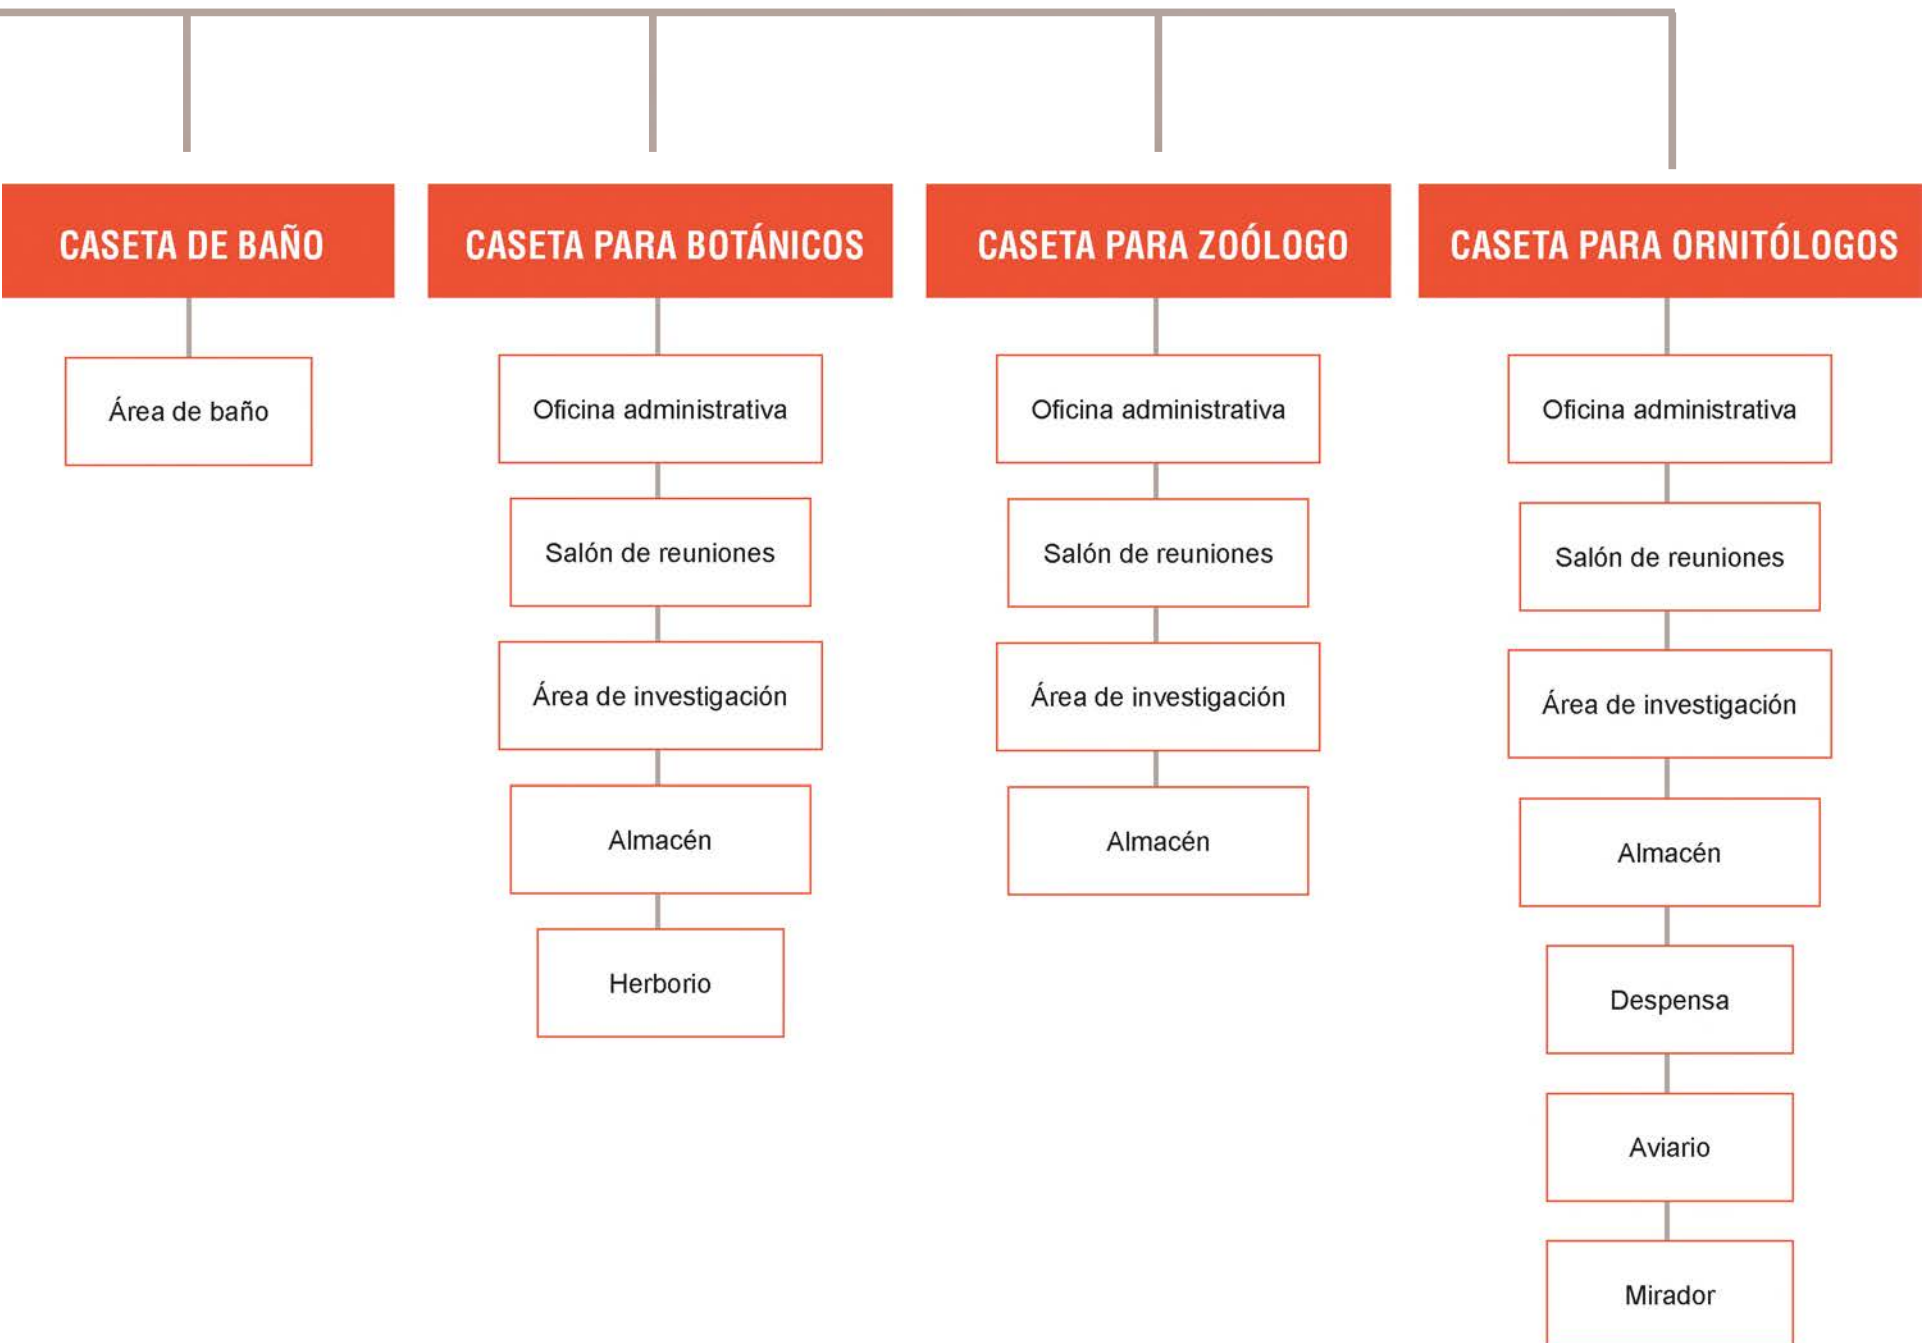 CASETA DE BAÑO
Área de baño
CASETA PARA BOTÁNICOS
Oficina administrativa
Salón de reuniones
Área de investigación
Almacén
Herborio
CASETA PARA ZOÓLOGO
Oficina administrativa
Salón de reuniones
Área de investigación
Almacén
CASETA PARA ORNITÓLOGOS
Oficina administrativa
Salón de reuniones
Área de investigación
Almacén
Despensa
Aviario
Mirador